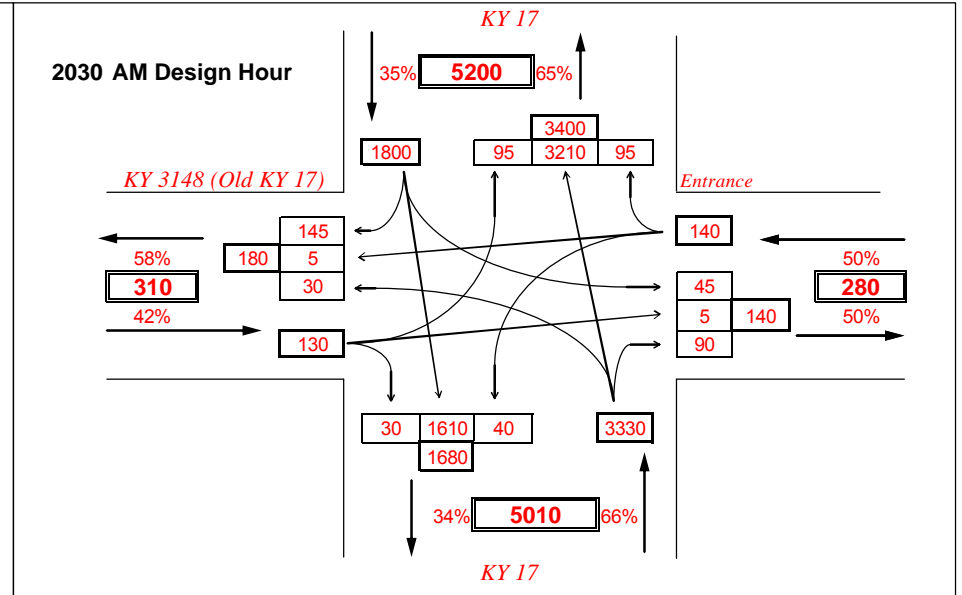 KY 17
2030 AM Design Hour
35% 5200 65%
3400
1800 95 3210 95
KY 3148 (Old KY 17) Entrance
145 140
58% 180 5 50%
310 30 45 280
42% 5 140 50%
130 90
30 1610 40 3330
1680
34% 5010 66%
KY 17